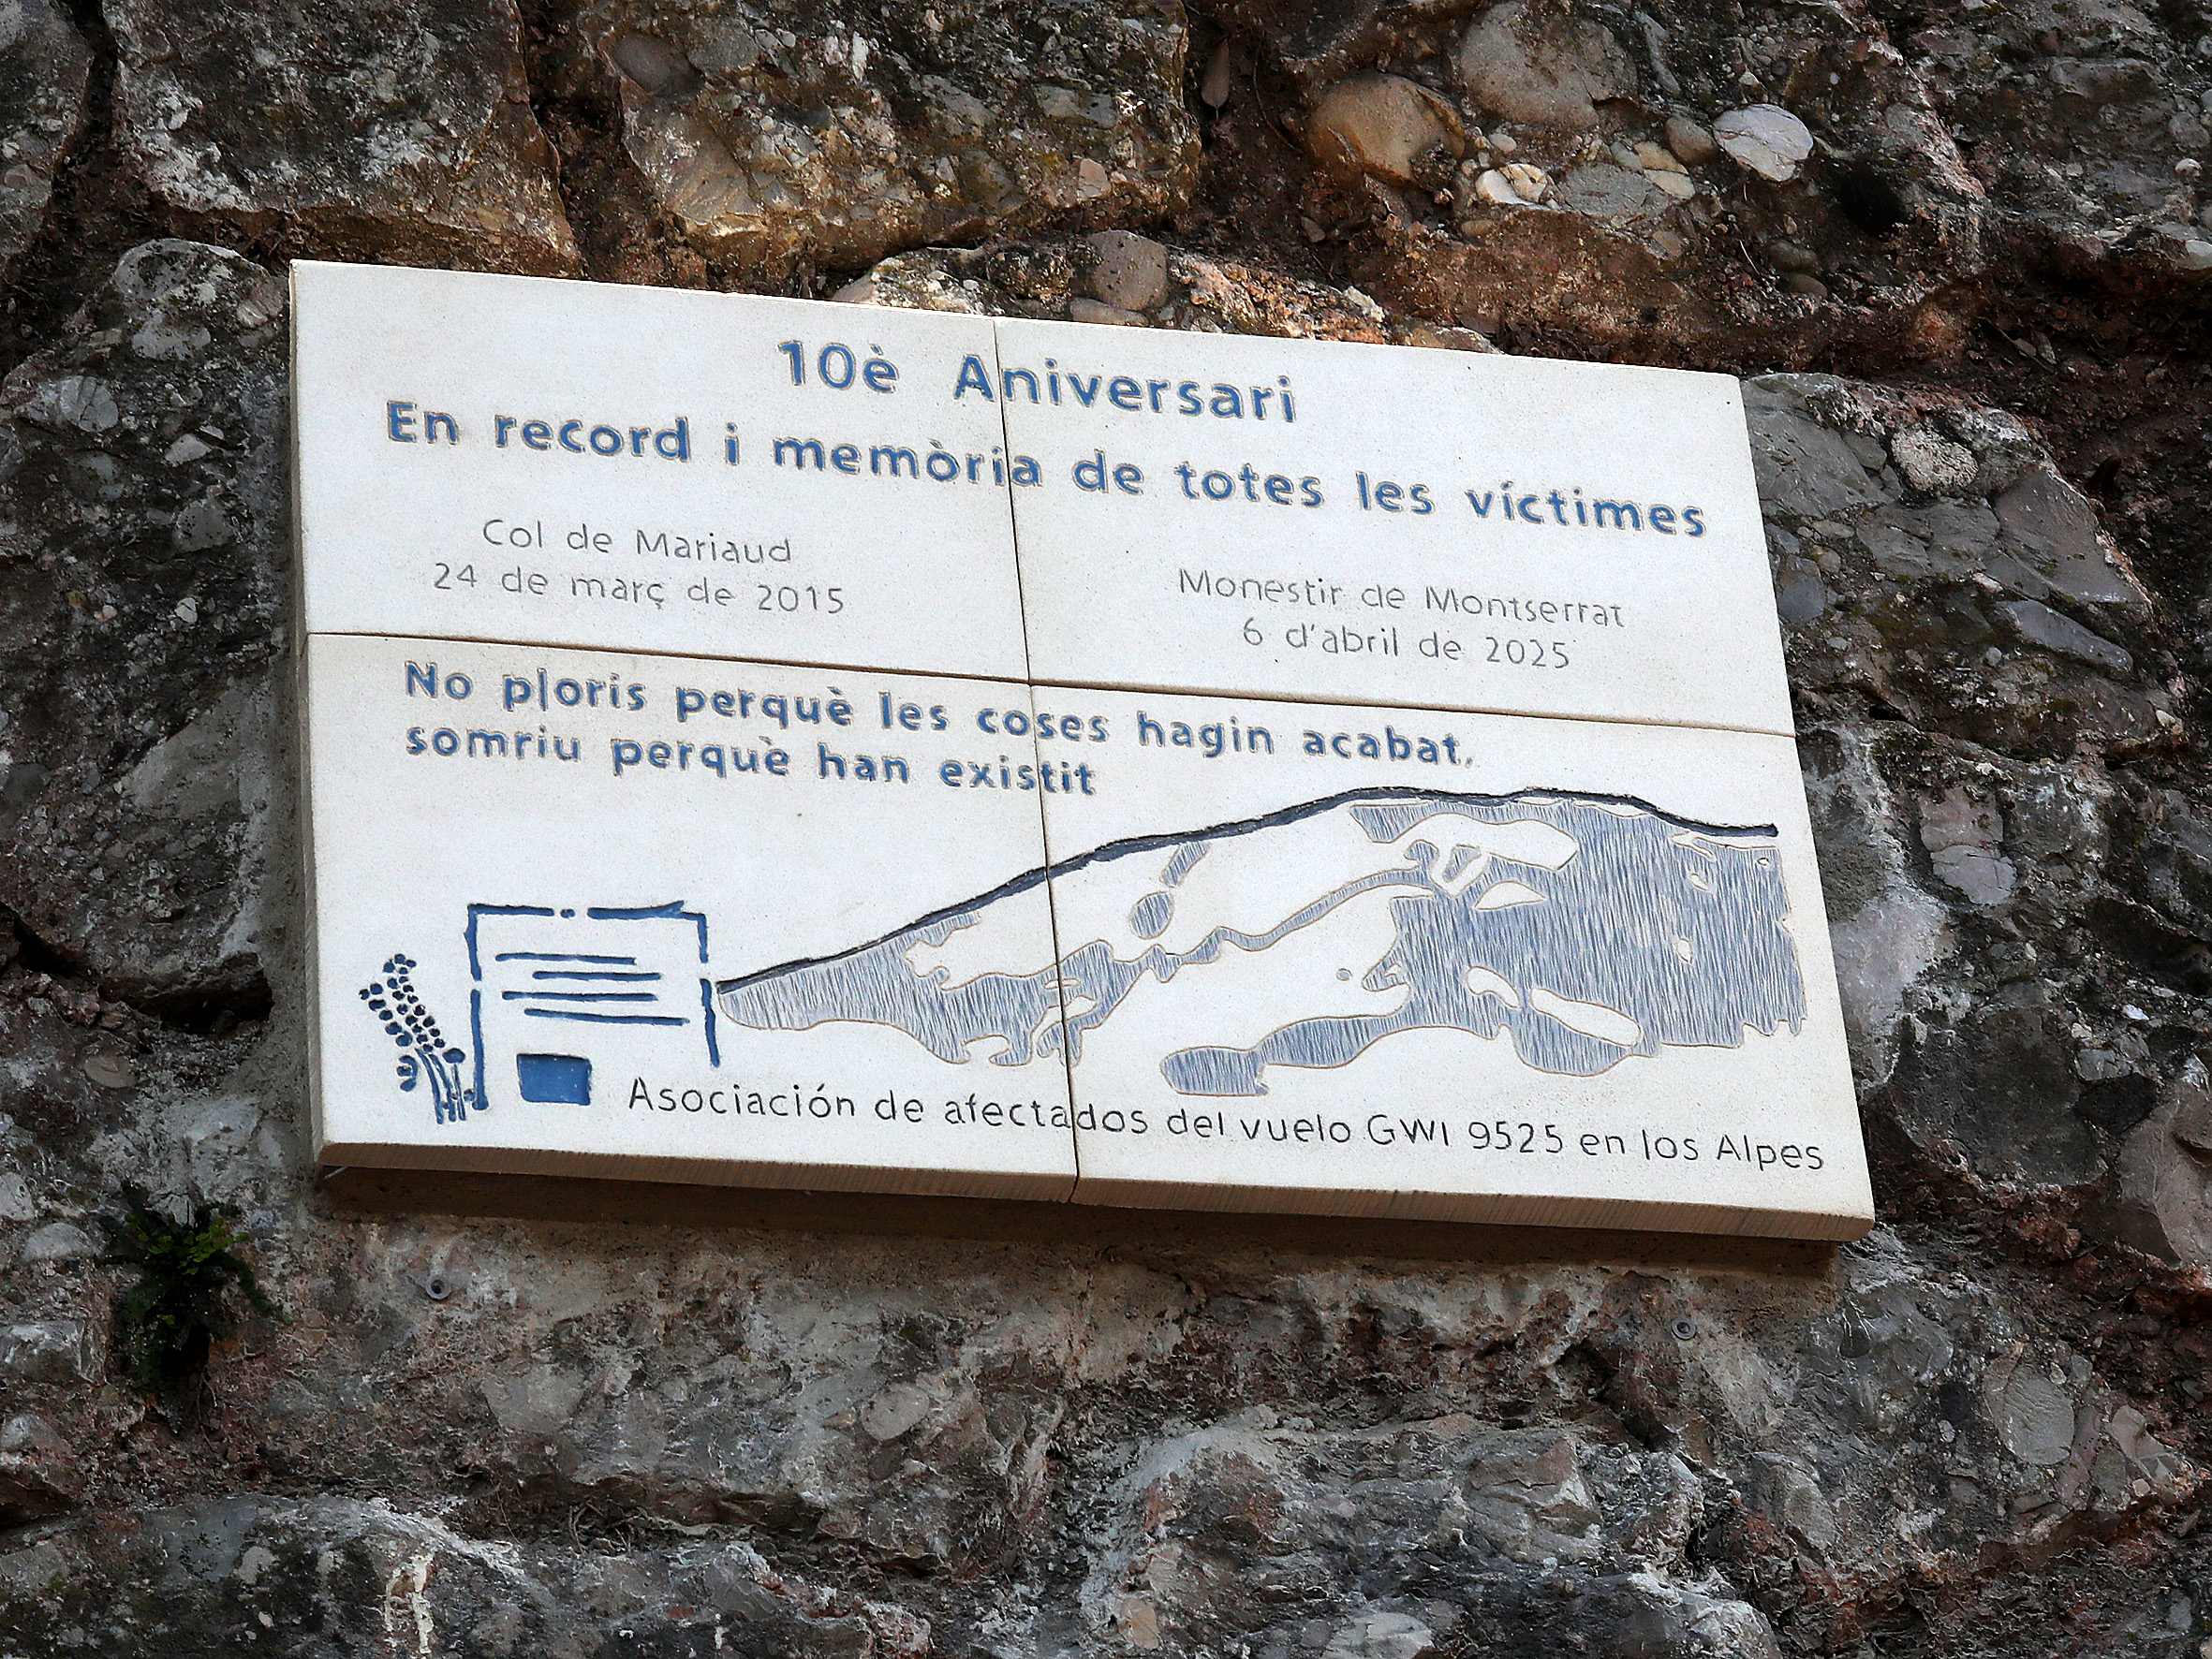 10è Aniversari
En record i memòria de totes les víctimes
Col de Mariaud
24 de març de 2015
Monestir de Montserrat
6 d'abril de 2025
No ploris perquè les coses hagin acabat,
somriu perquè han existit
Asociación de afectados del vuelo GWI 9525 en los Alpes